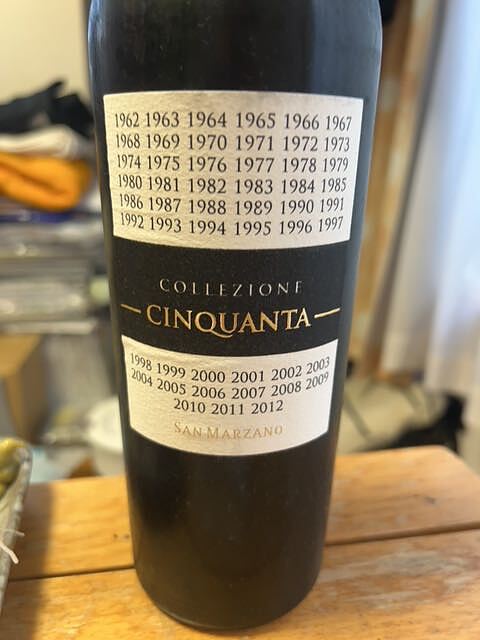 1962 1963 1964 1965 1966 1967
1968 1969 1970 1971 1972 1973
1974 1975 1976 1977 1978 1979
1980 1981 1982 1983 1984 1985
1986 1987 1988 1989 1990 1991
1992 1993 1994 1995 1996 1997
COLLEZIONE
CINQUANTA
1998 1999 2000 2001 2002 2003
2004 2005 2006 2007 2008 2009
2010 2011 2012
SAN MARZANO